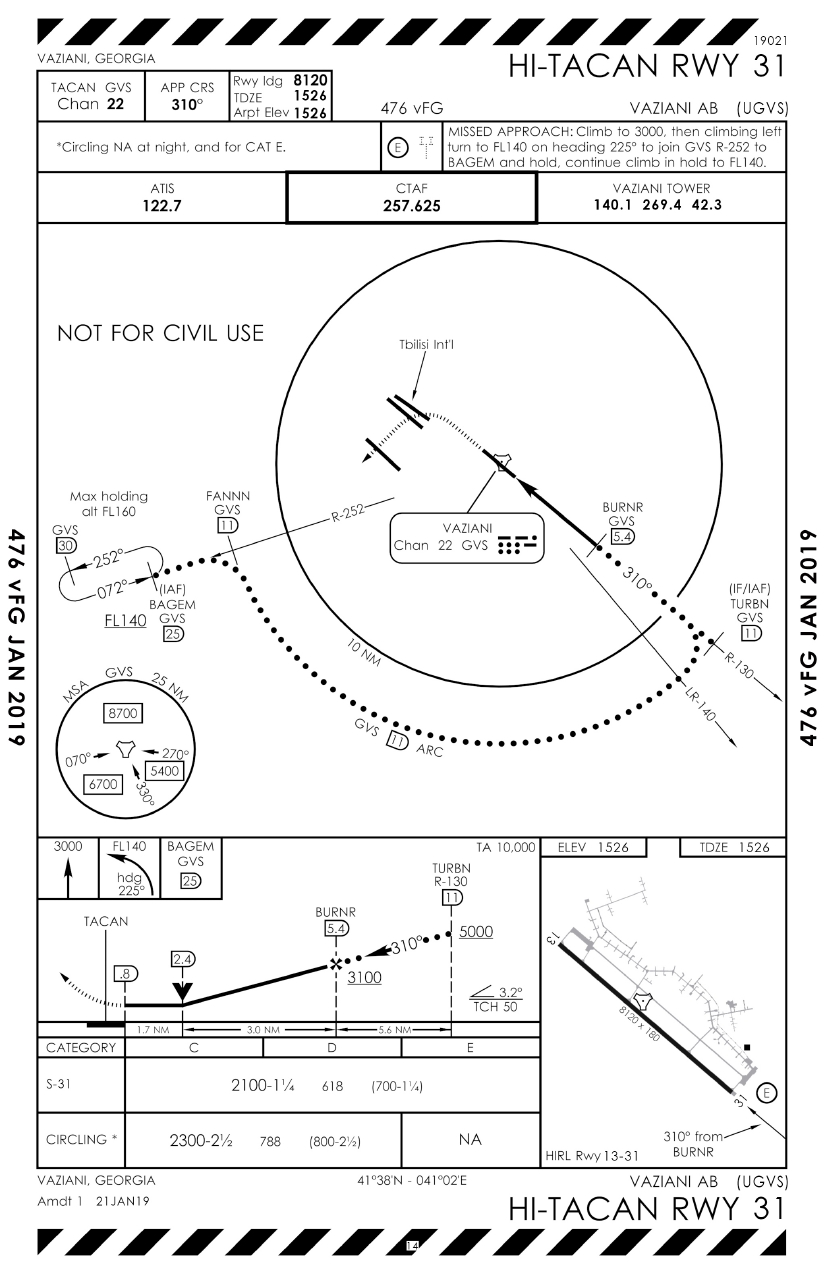 19021
VAZIANI, GEORGIA
HI-TACAN RWY 31
TACAN GVS
Chan 22
APP CRS
310°
Rwy ldg 8120
TDZE 1526
Arpt Elev 1526
476 vFG
VAZIANI AB (UGVS)
*Circling NA at night, and for CAT E.
E
MISSED APPROACH: Climb to 3000, then climbing left
turn to FL140 on heading 225° to join GVS R-252 to
BAGEM and hold, continue climb in hold to FL140.
ATIS
122.7
CTAF
257.625
VAZIANI TOWER
140.1 269.4 42.3
NOT FOR CIVIL USE
Tbilisi Int'l
Max holding
alt FL160
GVS
30
252°
072°
FL140
(IAF)
BAGEM
GVS
25
FANNN
GVS
11
R-252
VAZIANI
Chan 22 GVS
BURNR
GVS
5.4
310°
(IF/IAF)
TURBN
GVS
11
R-130
LR-140
10 NM
GVS 11 ARC
MSA GVS 25 NM
8700
070°
270°
5400
6700
330°
476 vFG JAN 2019
476 vFG JAN 2019
3000
FL140
hdg
225°
BAGEM
GVS
25
TA 10,000
TURBN
R-130
11
BURNR
5.4
TACAN
310°
5000
2.4
.8
3100
3.2°
TCH 50
1.7 NM
3.0 NM
5.6 NM
CATEGORY
C
D
E
S-31
2100-1¼ 618 (700-1¼)
CIRCLING *
2300-2½ 788 (800-2½)
NA
ELEV 1526
TDZE 1526
13
8120 x 180
31
E
310° from
BURNR
HIRL Rwy 13-31
VAZIANI, GEORGIA
41°38'N - 041°02'E
VAZIANI AB (UGVS)
Amdt 1 21JAN19
HI-TACAN RWY 31
14